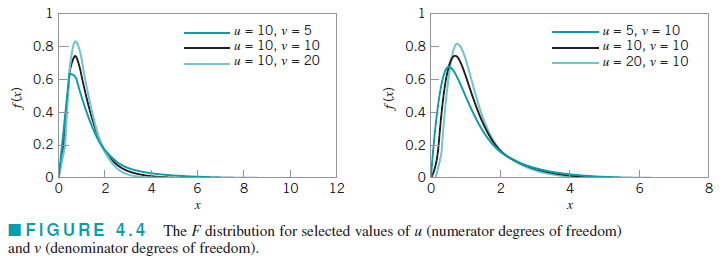 1
0.8
0.6
0.4
0.2
0
f (x)
0 2 4 6 8 10 12
x
u = 10, v = 5
u = 10, v = 10
u = 10, v = 20
1
0.8
0.6
0.4
0.2
0
f (x)
0 2 4 6 8
x
u = 5, v = 10
u = 10, v = 10
u = 20, v = 10
FIGURE 4.4 The F distribution for selected values of u (numerator degrees of freedom)
and v (denominator degrees of freedom).